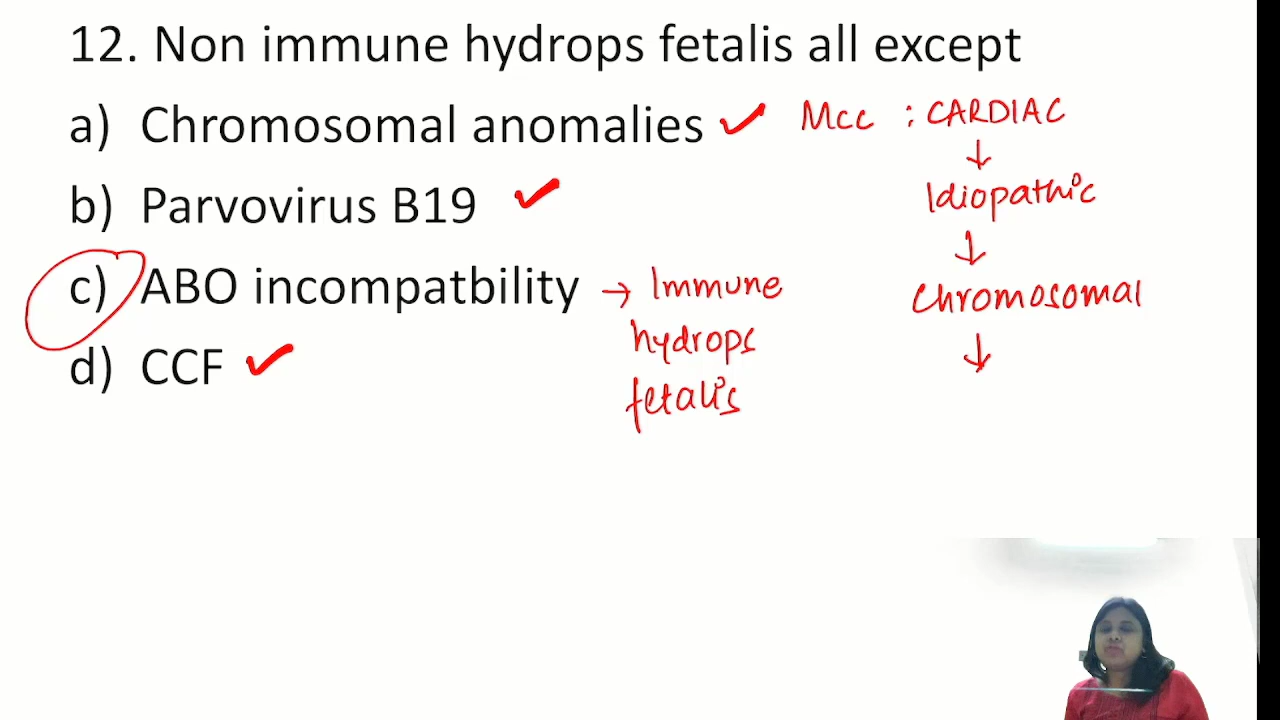 12. Non immune hydrops fetalis all except
a) Chromosomal anomalies
b) Parvovirus B19
c) ABO incompatbility → Immune
hydrops
fetalis
d) CCF
Mcc : CARDIAC
↓
Idiopathic
↓
Chromosomal
↓